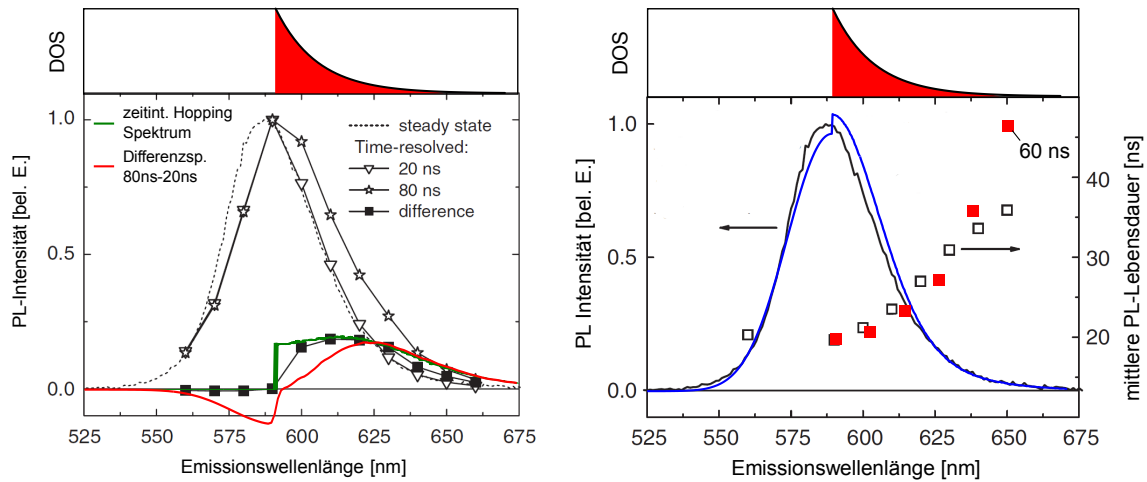 DOS
zeitint. Hopping
Spektrum
Differenzsp.
80ns-20ns
steady state
Time-resolved:
20 ns
80 ns
difference
PL-Intensität [bel. E.]
1.0
0.5
0.0
525 550 575 600 625 650 675
Emissionswellenlänge [nm]
DOS
60 ns
PL Intensität [bel. E.]
1.0
0.5
0.0
40
30
20
mittlere PL-Lebensdauer [ns]
525 550 575 600 625 650 675
Emissionswellenlänge [nm]